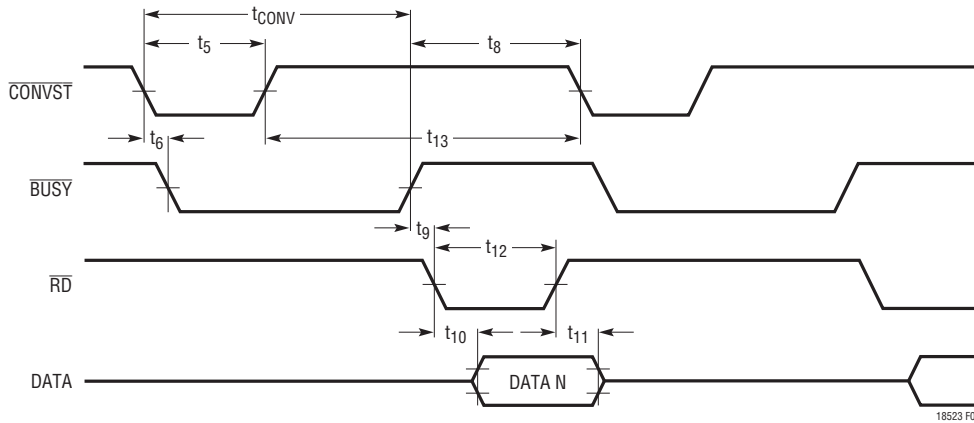 tCONV
t5
t8
CONVST
t6
t13
BUSY
t9
t12
RD
t10
t11
DATA
DATA N
18523 F0